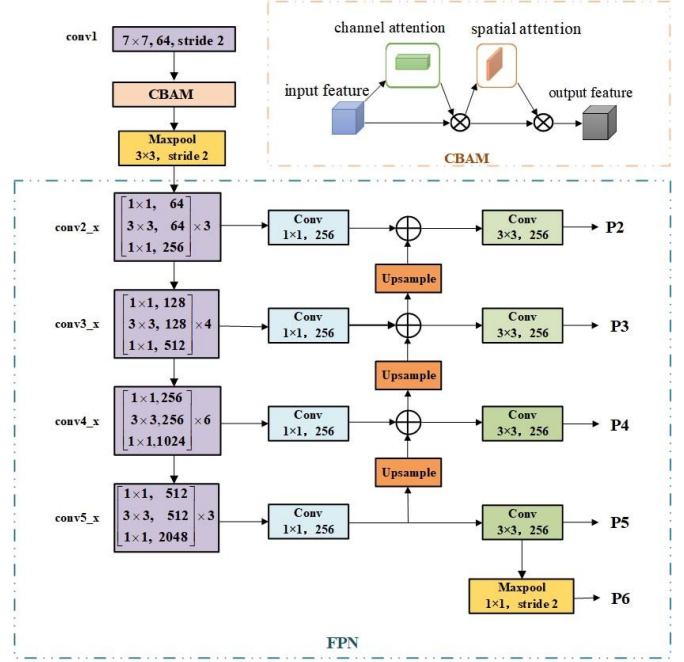 conv1
7×7, 64, stride 2
CBAM
Maxpool
3×3, stride 2
channel attention
spatial attention
input feature
output feature
CBAM
conv2_x
1×1, 64
3×3, 64 ×3
1×1, 256
Conv
1×1, 256
Conv
3×3, 256
P2
Upsample
conv3_x
1×1, 128
3×3, 128 ×4
1×1, 512
Conv
1×1, 256
Conv
3×3, 256
P3
Upsample
conv4_x
1×1,256
3×3,256 ×6
1×1,1024
Conv
1×1, 256
Conv
3×3, 256
P4
Upsample
conv5_x
1×1, 512
3×3, 512 ×3
1×1, 2048
Conv
1×1, 256
Conv
3×3, 256
P5
Maxpool
1×1, stride 2
P6
FPN